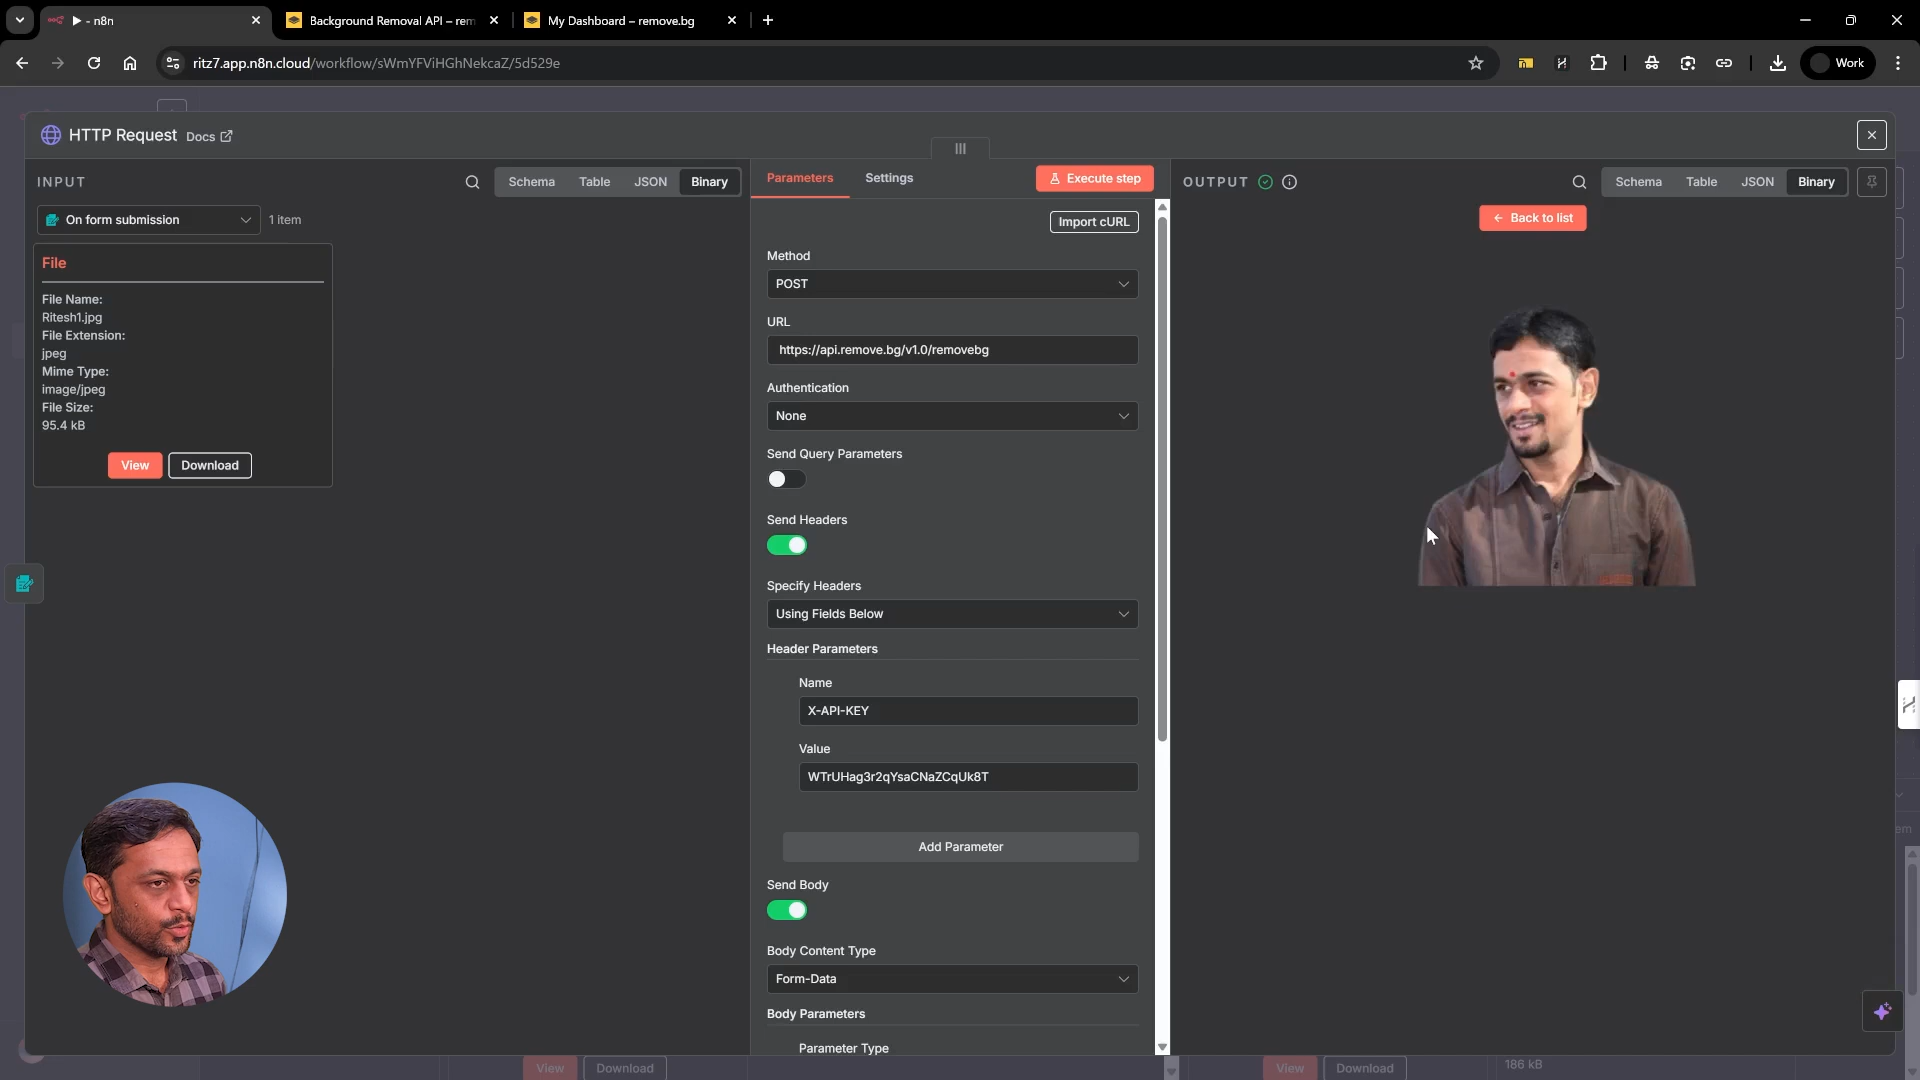 ▶ - n8n
Background Removal API – rem
My Dashboard – remove.bg
ritz7.app.n8n.cloud/workflow/sWmYFViHGhNekcaZ/5d529e
Work
HTTP Request Docs
INPUT
Schema Table JSON Binary
On form submission
1 item
File
File Name:
Ritesh1.jpg
File Extension:
jpeg
Mime Type:
image/jpeg
File Size:
95.4 kB
View Download
Parameters Settings
Execute step
Import cURL
Method
POST
URL
https://api.remove.bg/v1.0/removebg
Authentication
None
Send Query Parameters
Send Headers
Specify Headers
Using Fields Below
Header Parameters
Name
X-API-KEY
Value
WTrUHag3r2qYsaCNaZCqUk8T
Add Parameter
Send Body
Body Content Type
Form-Data
Body Parameters
Parameter Type
OUTPUT
Schema Table JSON Binary
Back to list
View Download
View Download
186 kB